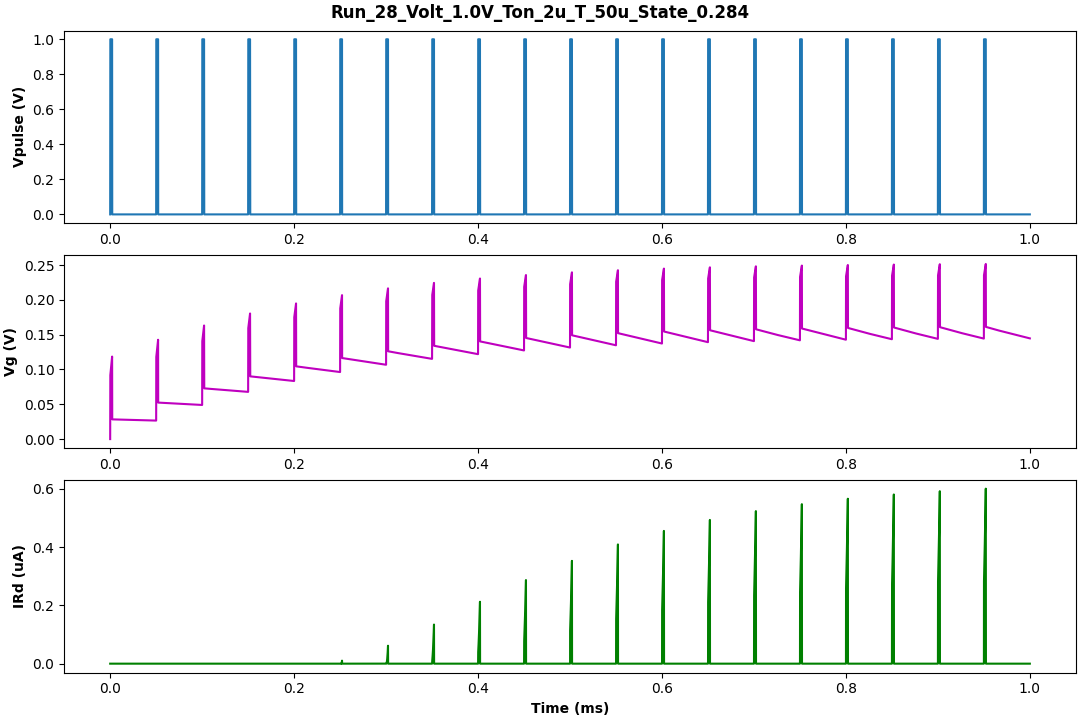 Run_28_Volt_1.0V_Ton_2u_T_50u_State_0.284
Vpulse (V)
1.0
0.8
0.6
0.4
0.2
0.0
0.0 0.2 0.4 0.6 0.8 1.0
Vg (V)
0.25
0.20
0.15
0.10
0.05
0.00
0.0 0.2 0.4 0.6 0.8 1.0
IRd (uA)
0.6
0.4
0.2
0.0
0.0 0.2 0.4 0.6 0.8 1.0
Time (ms)